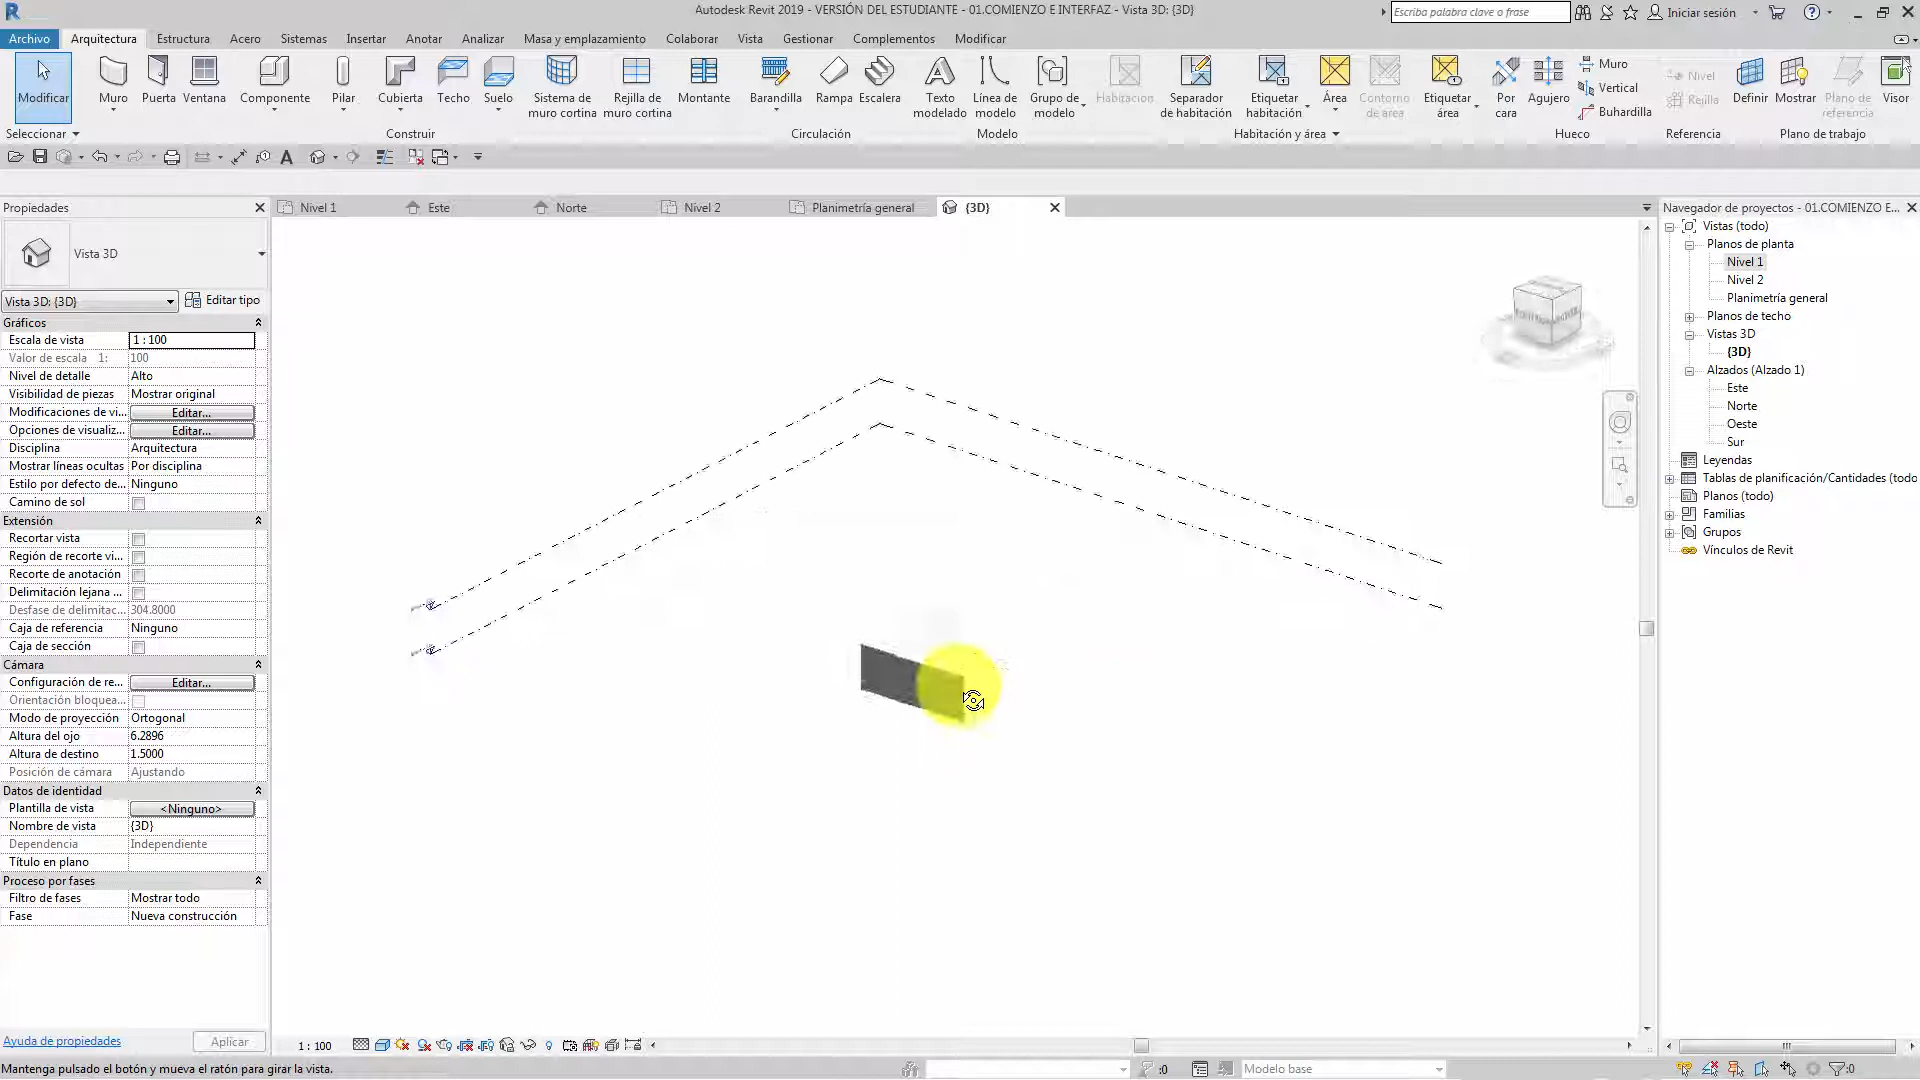 Autodesk Revit 2019 - VERSIÓN DEL ESTUDIANTE - 01.COMIENZO E INTERFAZ - Vista 3D: {3D}
Escriba palabra clave o frase
Iniciar sesión
Archivo Arquitectura Estructura Acero Sistemas Insertar Anotar Analizar Masa y emplazamiento Colaborar Vista Gestionar Complementos Modificar
Modificar
Muro
Puerta
Ventana
Componente
Pilar
Cubierta
Techo
Suelo
Sistema de
muro cortina
Rejilla de
muro cortina
Montante
Barandilla
Rampa
Escalera
Texto
modelado
Línea de
modelo
Grupo de
modelo
Habitación
Separador
de habitación
Etiquetar
habitación
Área
Contorno
de área
Etiquetar
área
Por
cara
Agujero
Muro
Vertical
Buhardilla
Nivel
Rejilla
Definir
Mostrar
Plano de
referencia
Visor
Seleccionar
Construir
Circulación
Modelo
Habitación y área
Hueco
Referencia
Plano de trabajo
Propiedades
Nivel 1
Este
Norte
Nivel 2
Planimetría general
{3D}
Navegador de proyectos - 01.COMIENZO E...
Vista 3D
Vista 3D: {3D}
Editar tipo
Gráficos
Escala de vista 1 : 100
Valor de escala 1: 100
Nivel de detalle Alto
Visibilidad de piezas Mostrar original
Modificaciones de vi... Editar...
Opciones de visualiz... Editar...
Disciplina Arquitectura
Mostrar líneas ocultas Por disciplina
Estilo por defecto de... Ninguno
Camino de sol
Extensión
Recortar vista
Región de recorte vi...
Recorte de anotación
Delimitación lejana ...
Desfase de delimitac... 304.8000
Caja de referencia Ninguno
Caja de sección
Cámara
Configuración de re... Editar...
Orientación bloquea...
Modo de proyección Ortogonal
Altura del ojo 6.2896
Altura de destino 1.5000
Posición de cámara Ajustando
Datos de identidad
Plantilla de vista <Ninguno>
Nombre de vista {3D}
Dependencia Independiente
Título en plano
Proceso por fases
Filtro de fases Mostrar todo
Fase Nueva construcción
Ayuda de propiedades
Aplicar
Vistas (todo)
Planos de planta
Nivel 1
Nivel 2
Planimetría general
Planos de techo
Vistas 3D
{3D}
Alzados (Alzado 1)
Este
Norte
Oeste
Sur
Leyendas
Tablas de planificación/Cantidades (todo
Planos (todo)
Familias
Grupos
Vínculos de Revit
1 : 100
Mantenga pulsado el botón y mueva el ratón para girar la vista.
:0
Modelo base
:0